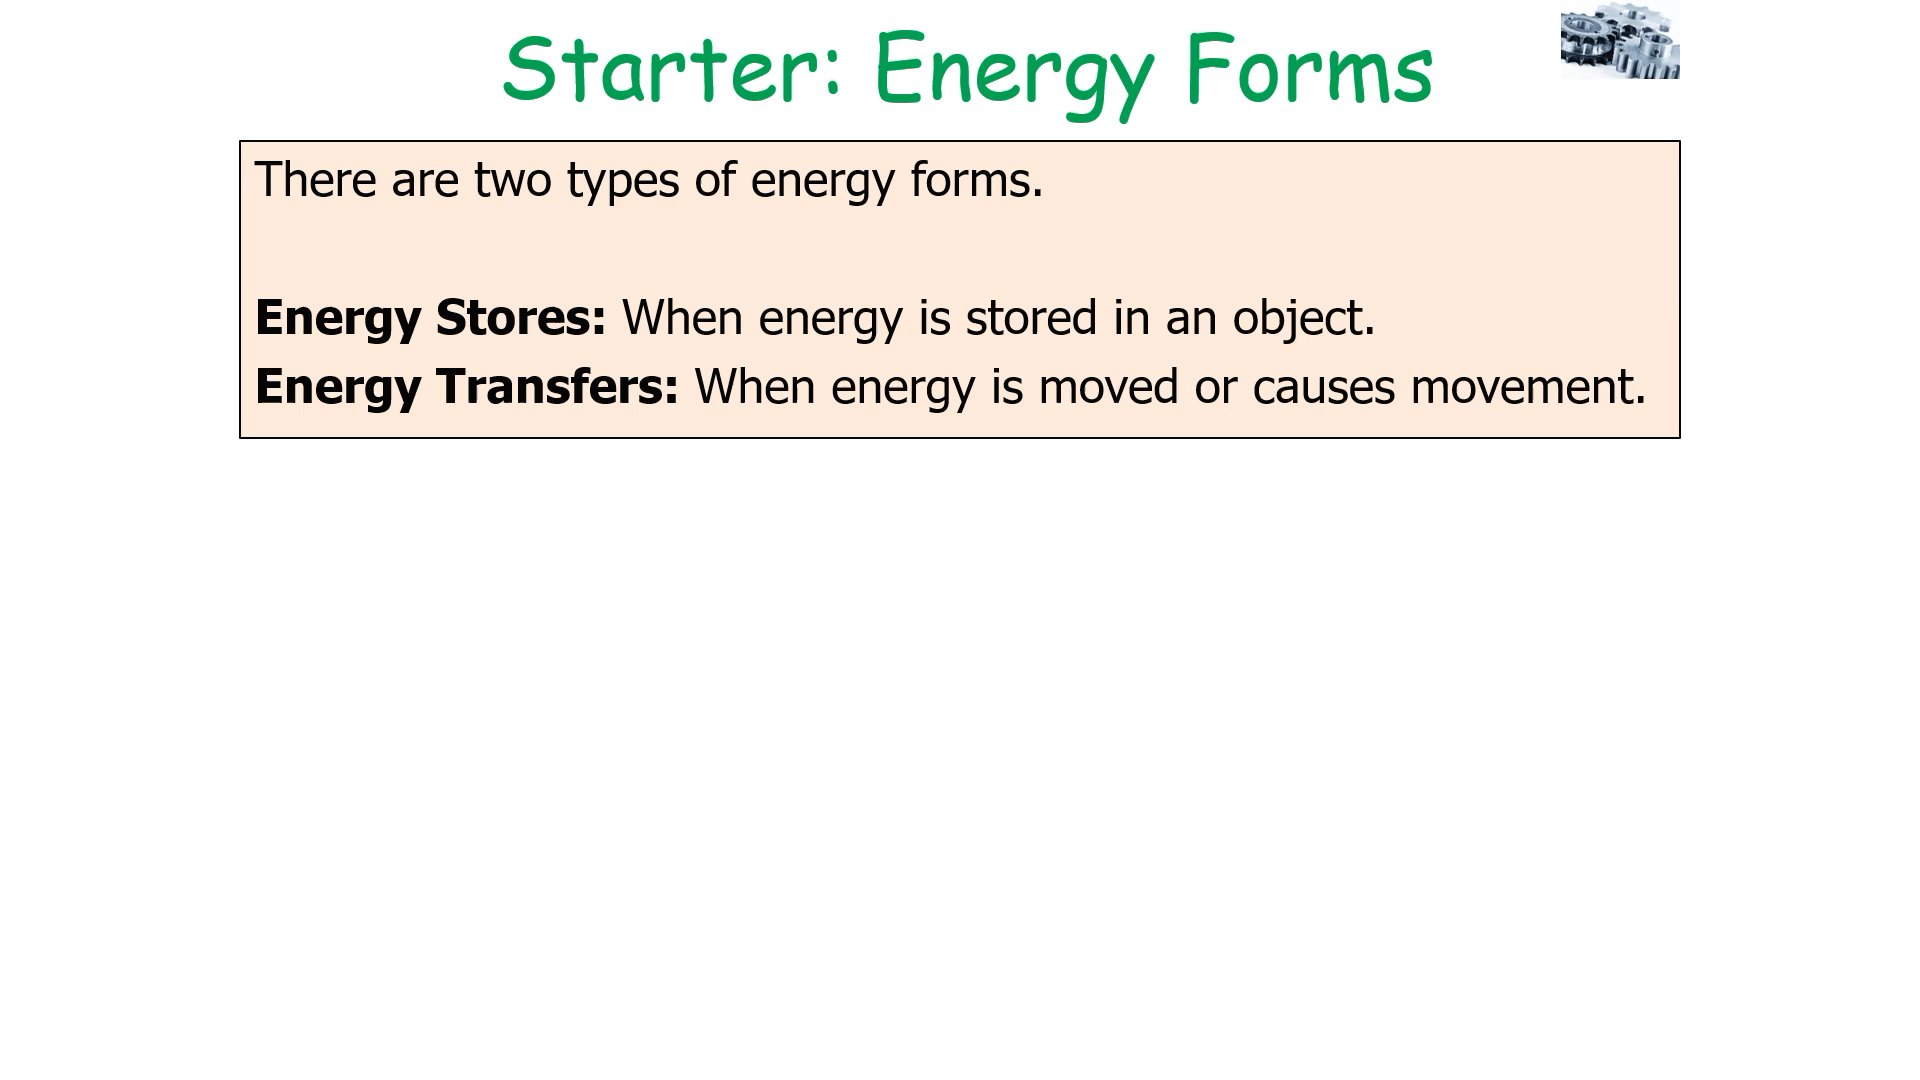 Starter: Energy Forms
There are two types of energy forms.
Energy Stores: When energy is stored in an object.
Energy Transfers: When energy is moved or causes movement.